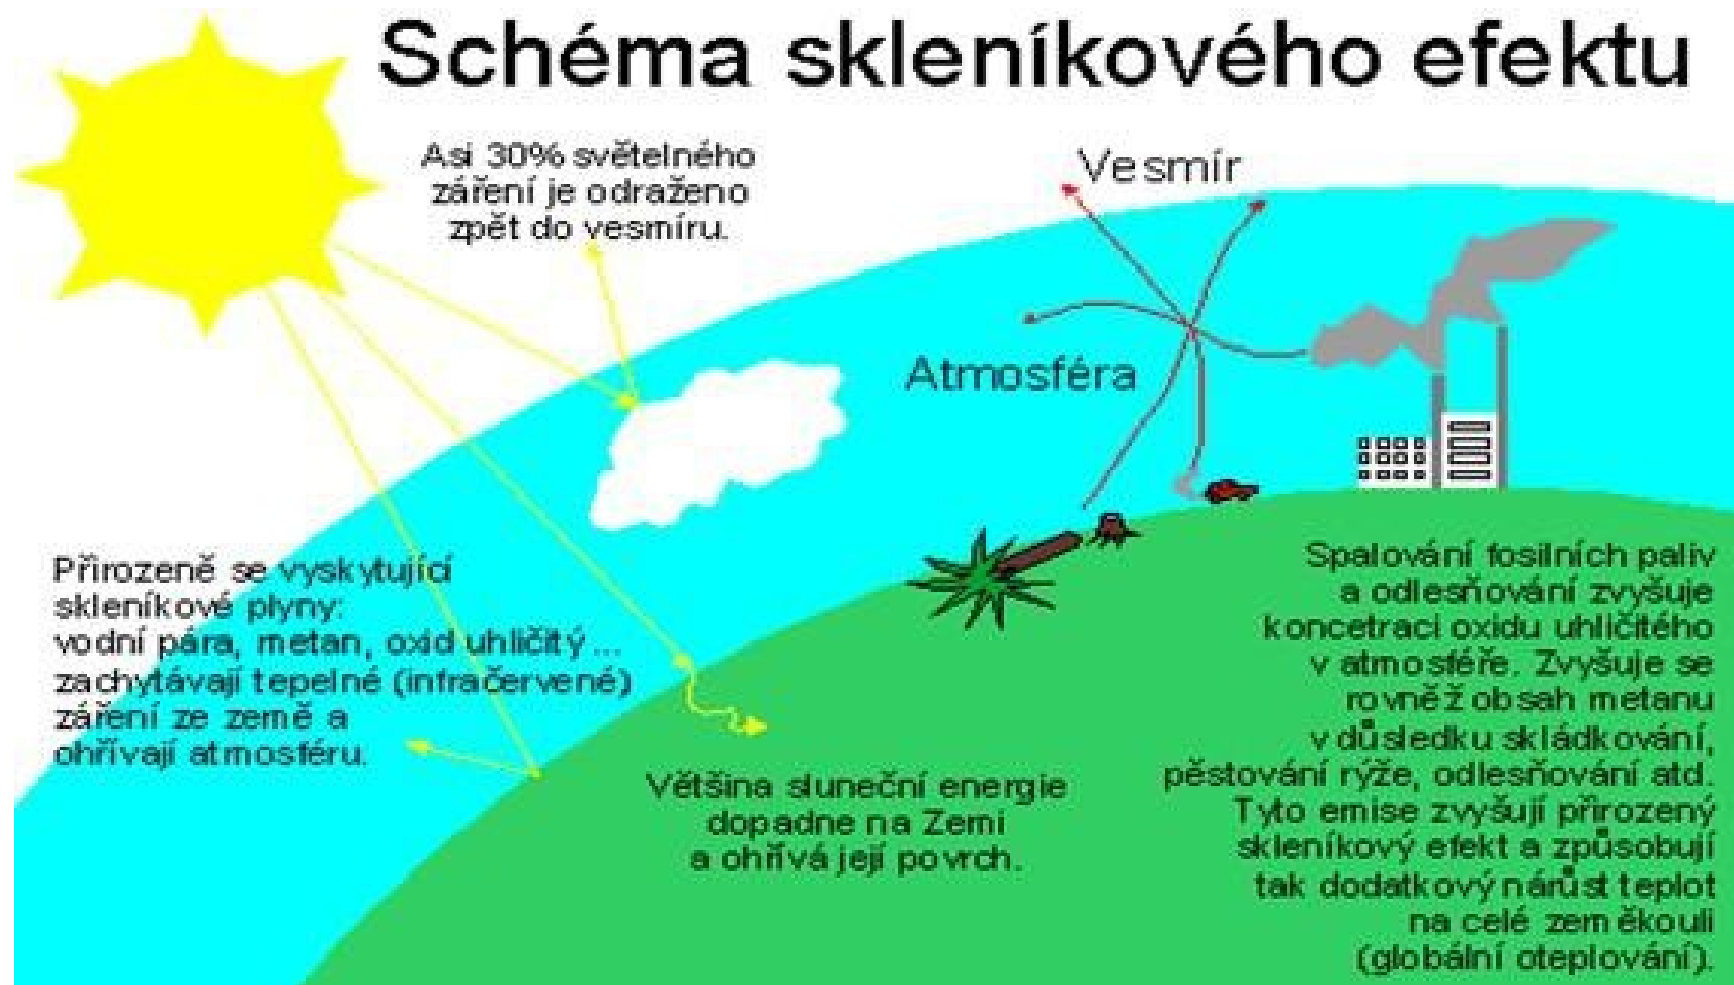 Schéma skleníkového efektu
Asi 30% světelného
záření je odraženo
zpět do vesmíru.
Vesmír
Atmosféra
Přirozeně se vyskytující
skleníkové plyny:
vodní pára, metan, oxid uhličitý ...
zachytávají tepelné (infračervené)
záření ze země a
ohřívají atmosféru.
Většina sluneční energie
dopadne na Zemi
a ohřívá její povrch.
Spalování fosilních paliv
a odlesňování zvyšuje
koncetraci oxidu uhličitého
v atmosféře. Zvyšuje se
rovněž obsah metanu
v důsledku skládkování,
pěstování rýže, odlesňování atd.
Tyto emise zvyšují přirozený
skleníkový efekt a způsobují
tak dodatkový nárůst teplot
na celé zeměkouli
(globální oteplování).